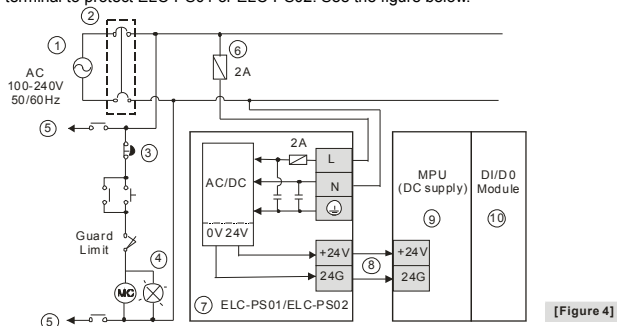 terminal to protect ELC-PS01 or ELC-PS02. See the figure below.
2
1
6
2A
AC
100-240V
50/60Hz
5
3
2A
L
N
AC/DC
MPU
(DC supply)
DI/D0
Module
9
10
0V 24V
Guard
Limit
4
+24V
24G
8
+24V
24G
MC
7
ELC-PS01/ELC-PS02
5
[Figure 4]